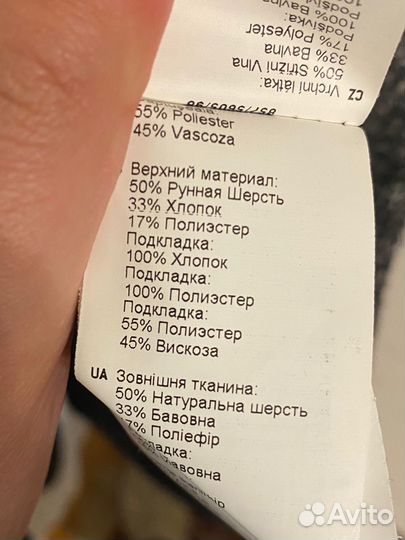 CZ Vrchní látka:
50% Střižní Vlna
33% Bavlna
17% Polyester
Podšívka:
100% Bavlna
55% Poliester
45% Vascoza
Верхний материал:
50% Рунная Шерсть
33% Хлопок
17% Полиэстер
Подкладка:
100% Хлопок
Подкладка:
100% Полиэстер
Подкладка:
55% Полиэстер
45% Вискоза
UA Зовнішня тканина:
50% Натуральна шерсть
33% Бавовна
17% Поліефір
Avito